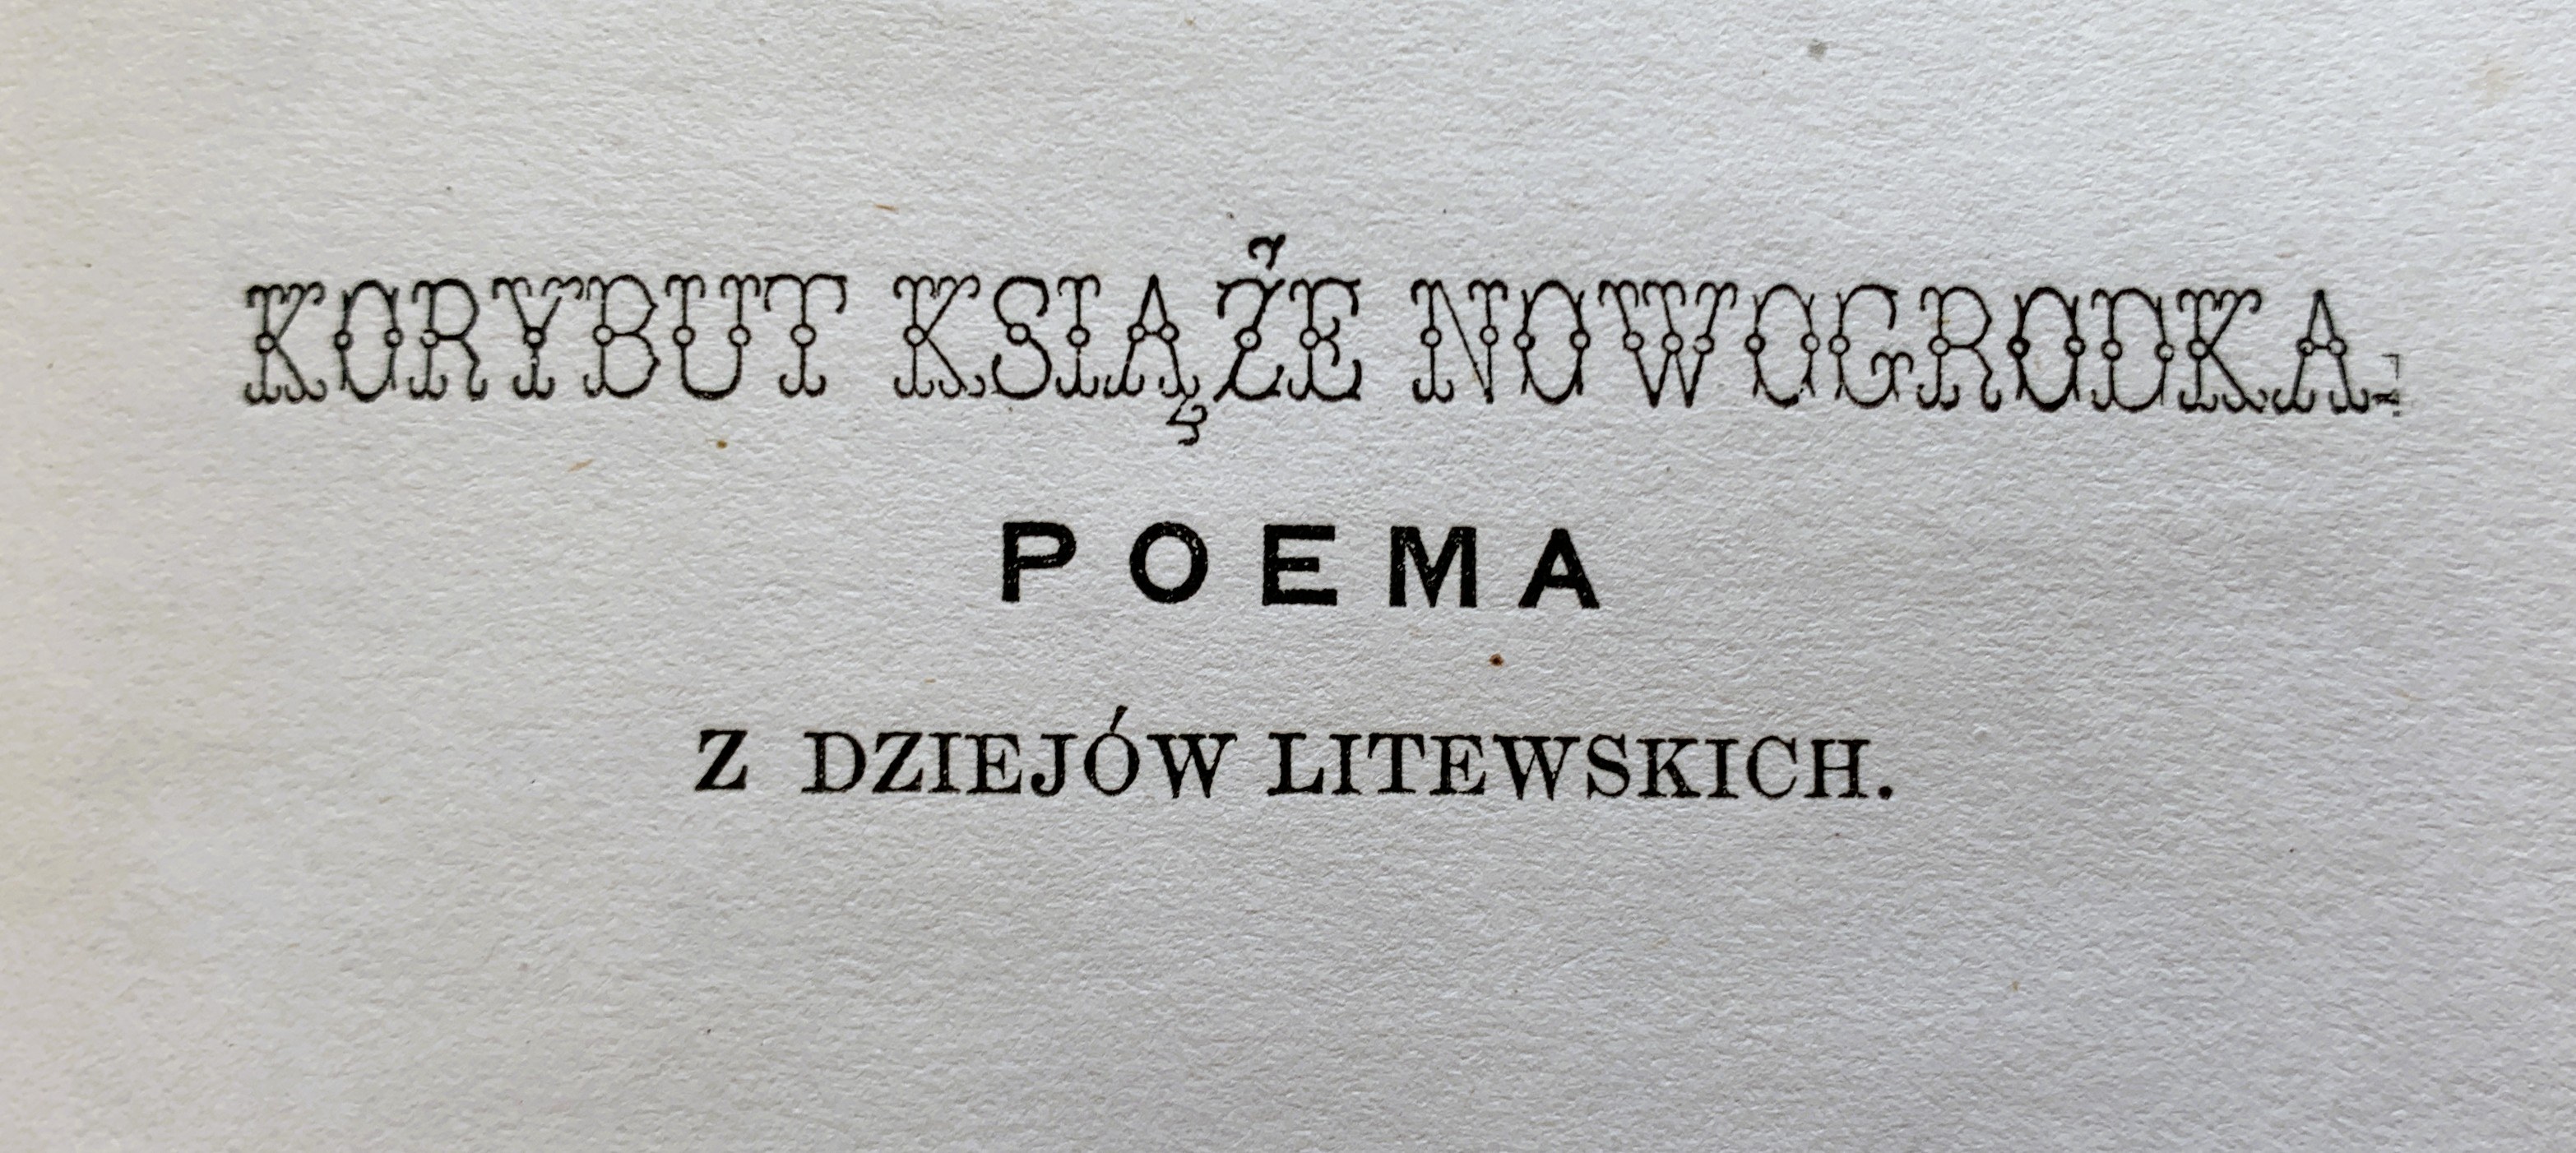 KORYBUT KSIĄŻE NOWOGRODKA.
POEMA
Z DZIEJÓW LITEWSKICH.